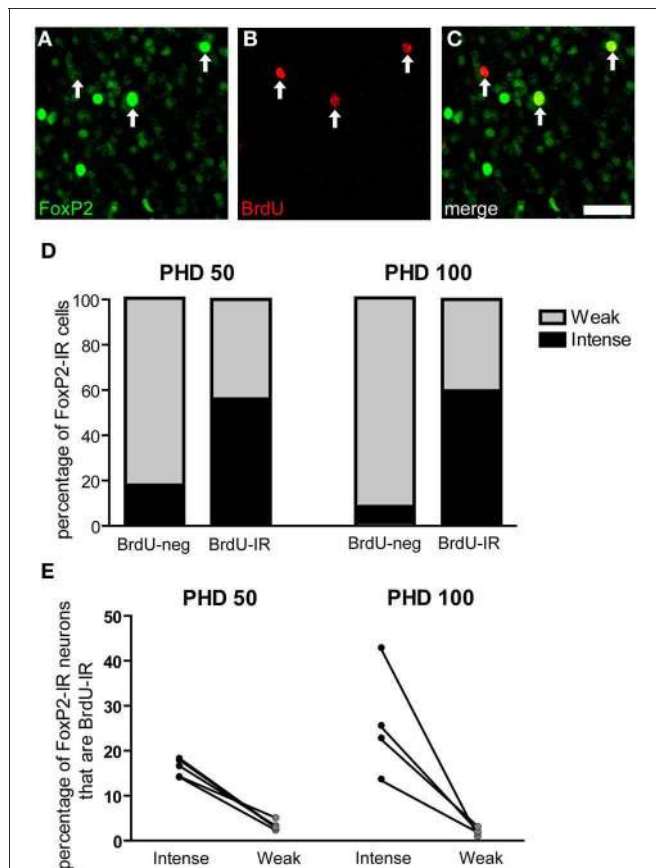 A
B
C
FoxP2
BrdU
merge
D
PHD 50
PHD 100
percentage of FoxP2-IR cells
100
80
60
40
20
0
Weak
Intense
BrdU-neg
BrdU-IR
BrdU-neg
BrdU-IR
E
PHD 50
PHD 100
percentage of FoxP2-IR neurons
that are BrdU-IR
50
40
30
20
10
0
Intense
Weak
Intense
Weak